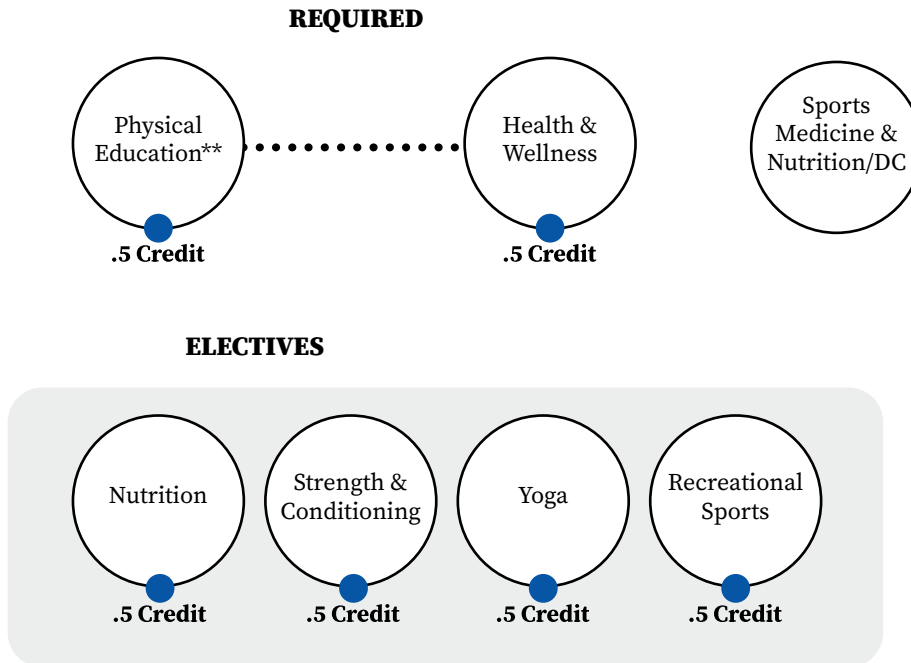 REQUIRED
Physical
Education**
Health &
Wellness
Sports
Medicine &
Nutrition/DC
.5 Credit
.5 Credit
ELECTIVES
Nutrition
Strength &
Conditioning
Yoga
Recreational
Sports
.5 Credit
.5 Credit
.5 Credit
.5 Credit